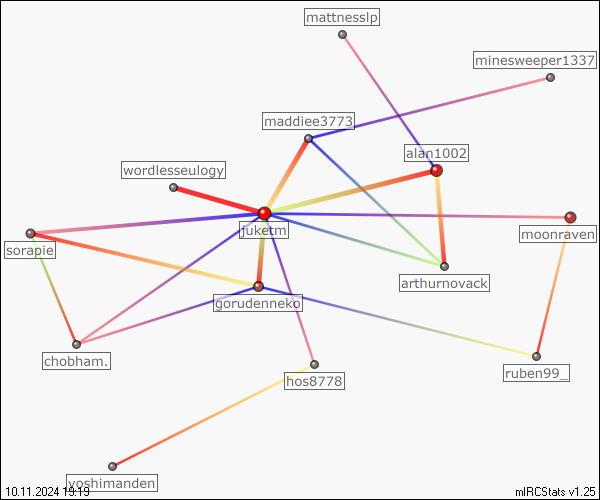 mattnesslp
minesweeper1337
maddiee3773
alan1002
wordlesseulogy
juketm
moonraven
sorapie
arthurnovack
gorudenneko
chobham.
hos8778
ruben99_
yoshimanden
10.11.2024 19:19
mIRCStats v1.25